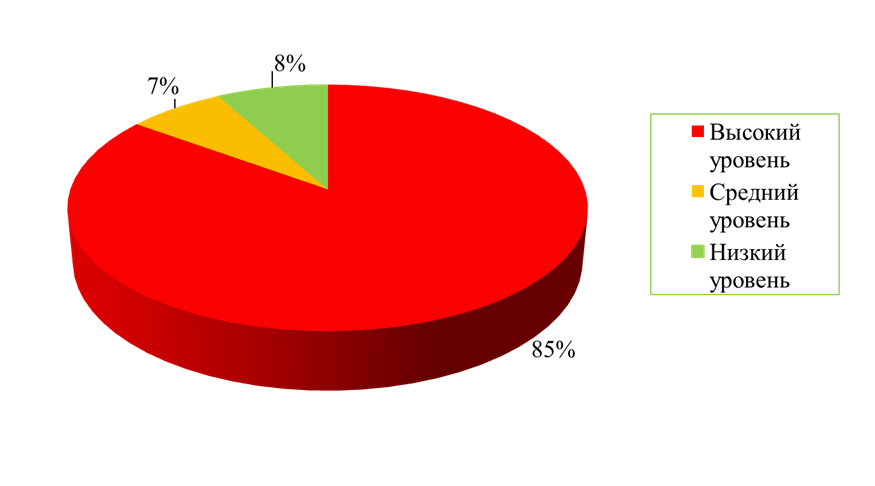 8%
7%
Высокий
уровень
Средний
уровень
Низкий
уровень
85%